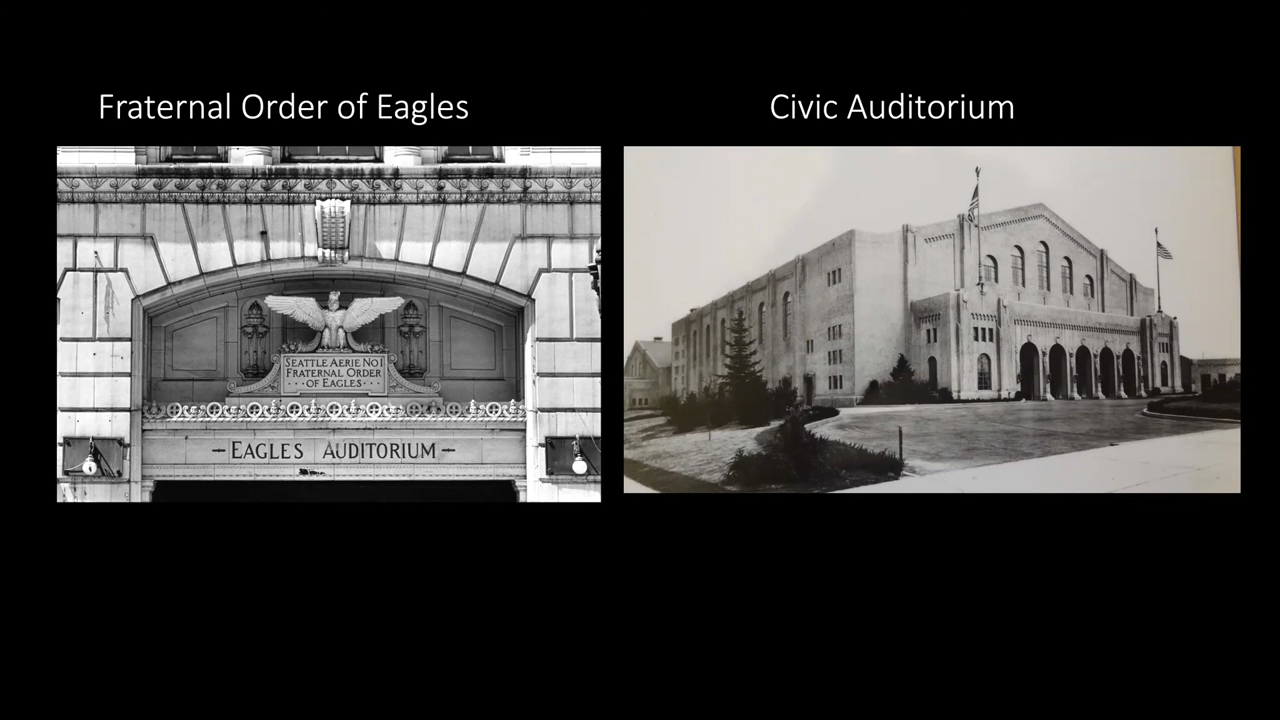 Fraternal Order of Eagles
Civic Auditorium
SEATTLE AERIE NO 1
FRATERNAL ORDER
· · · OF EAGLES · · ·
EAGLES AUDITORIUM